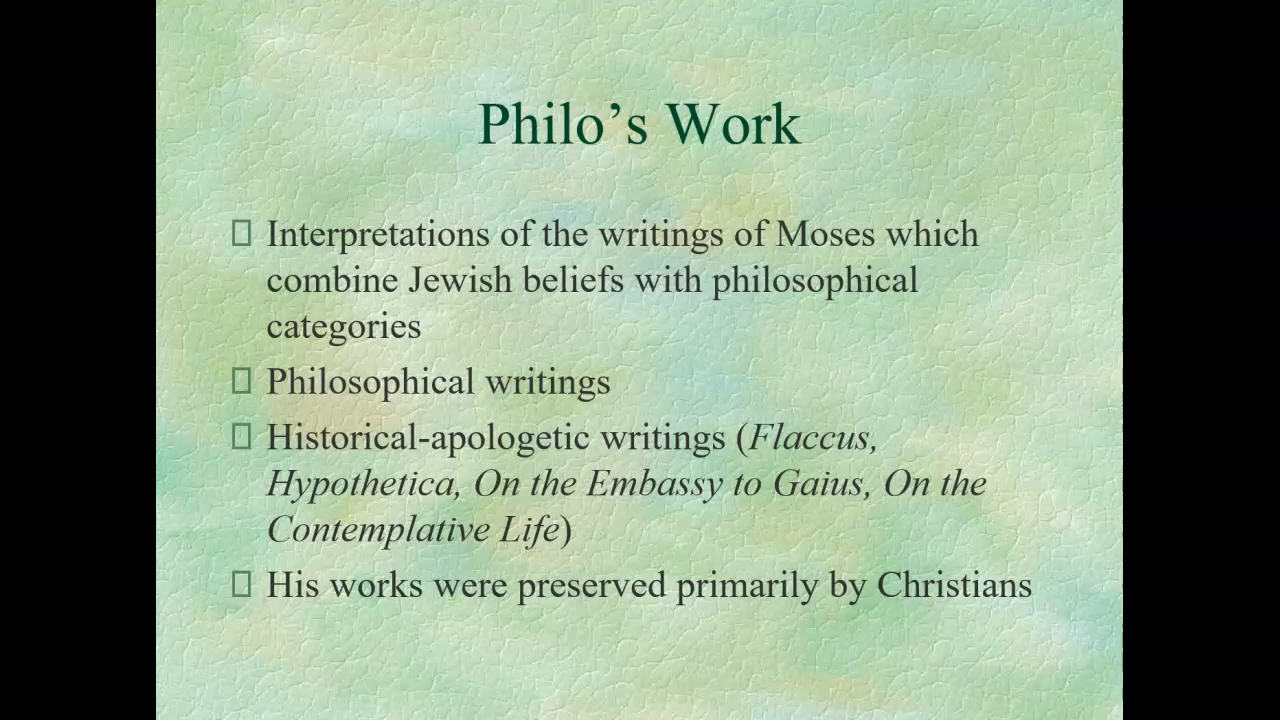 Philo’s Work
Interpretations of the writings of Moses which
combine Jewish beliefs with philosophical
categories
Philosophical writings
Historical-apologetic writings (Flaccus,
Hypothetica, On the Embassy to Gaius, On the
Contemplative Life)
His works were preserved primarily by Christians